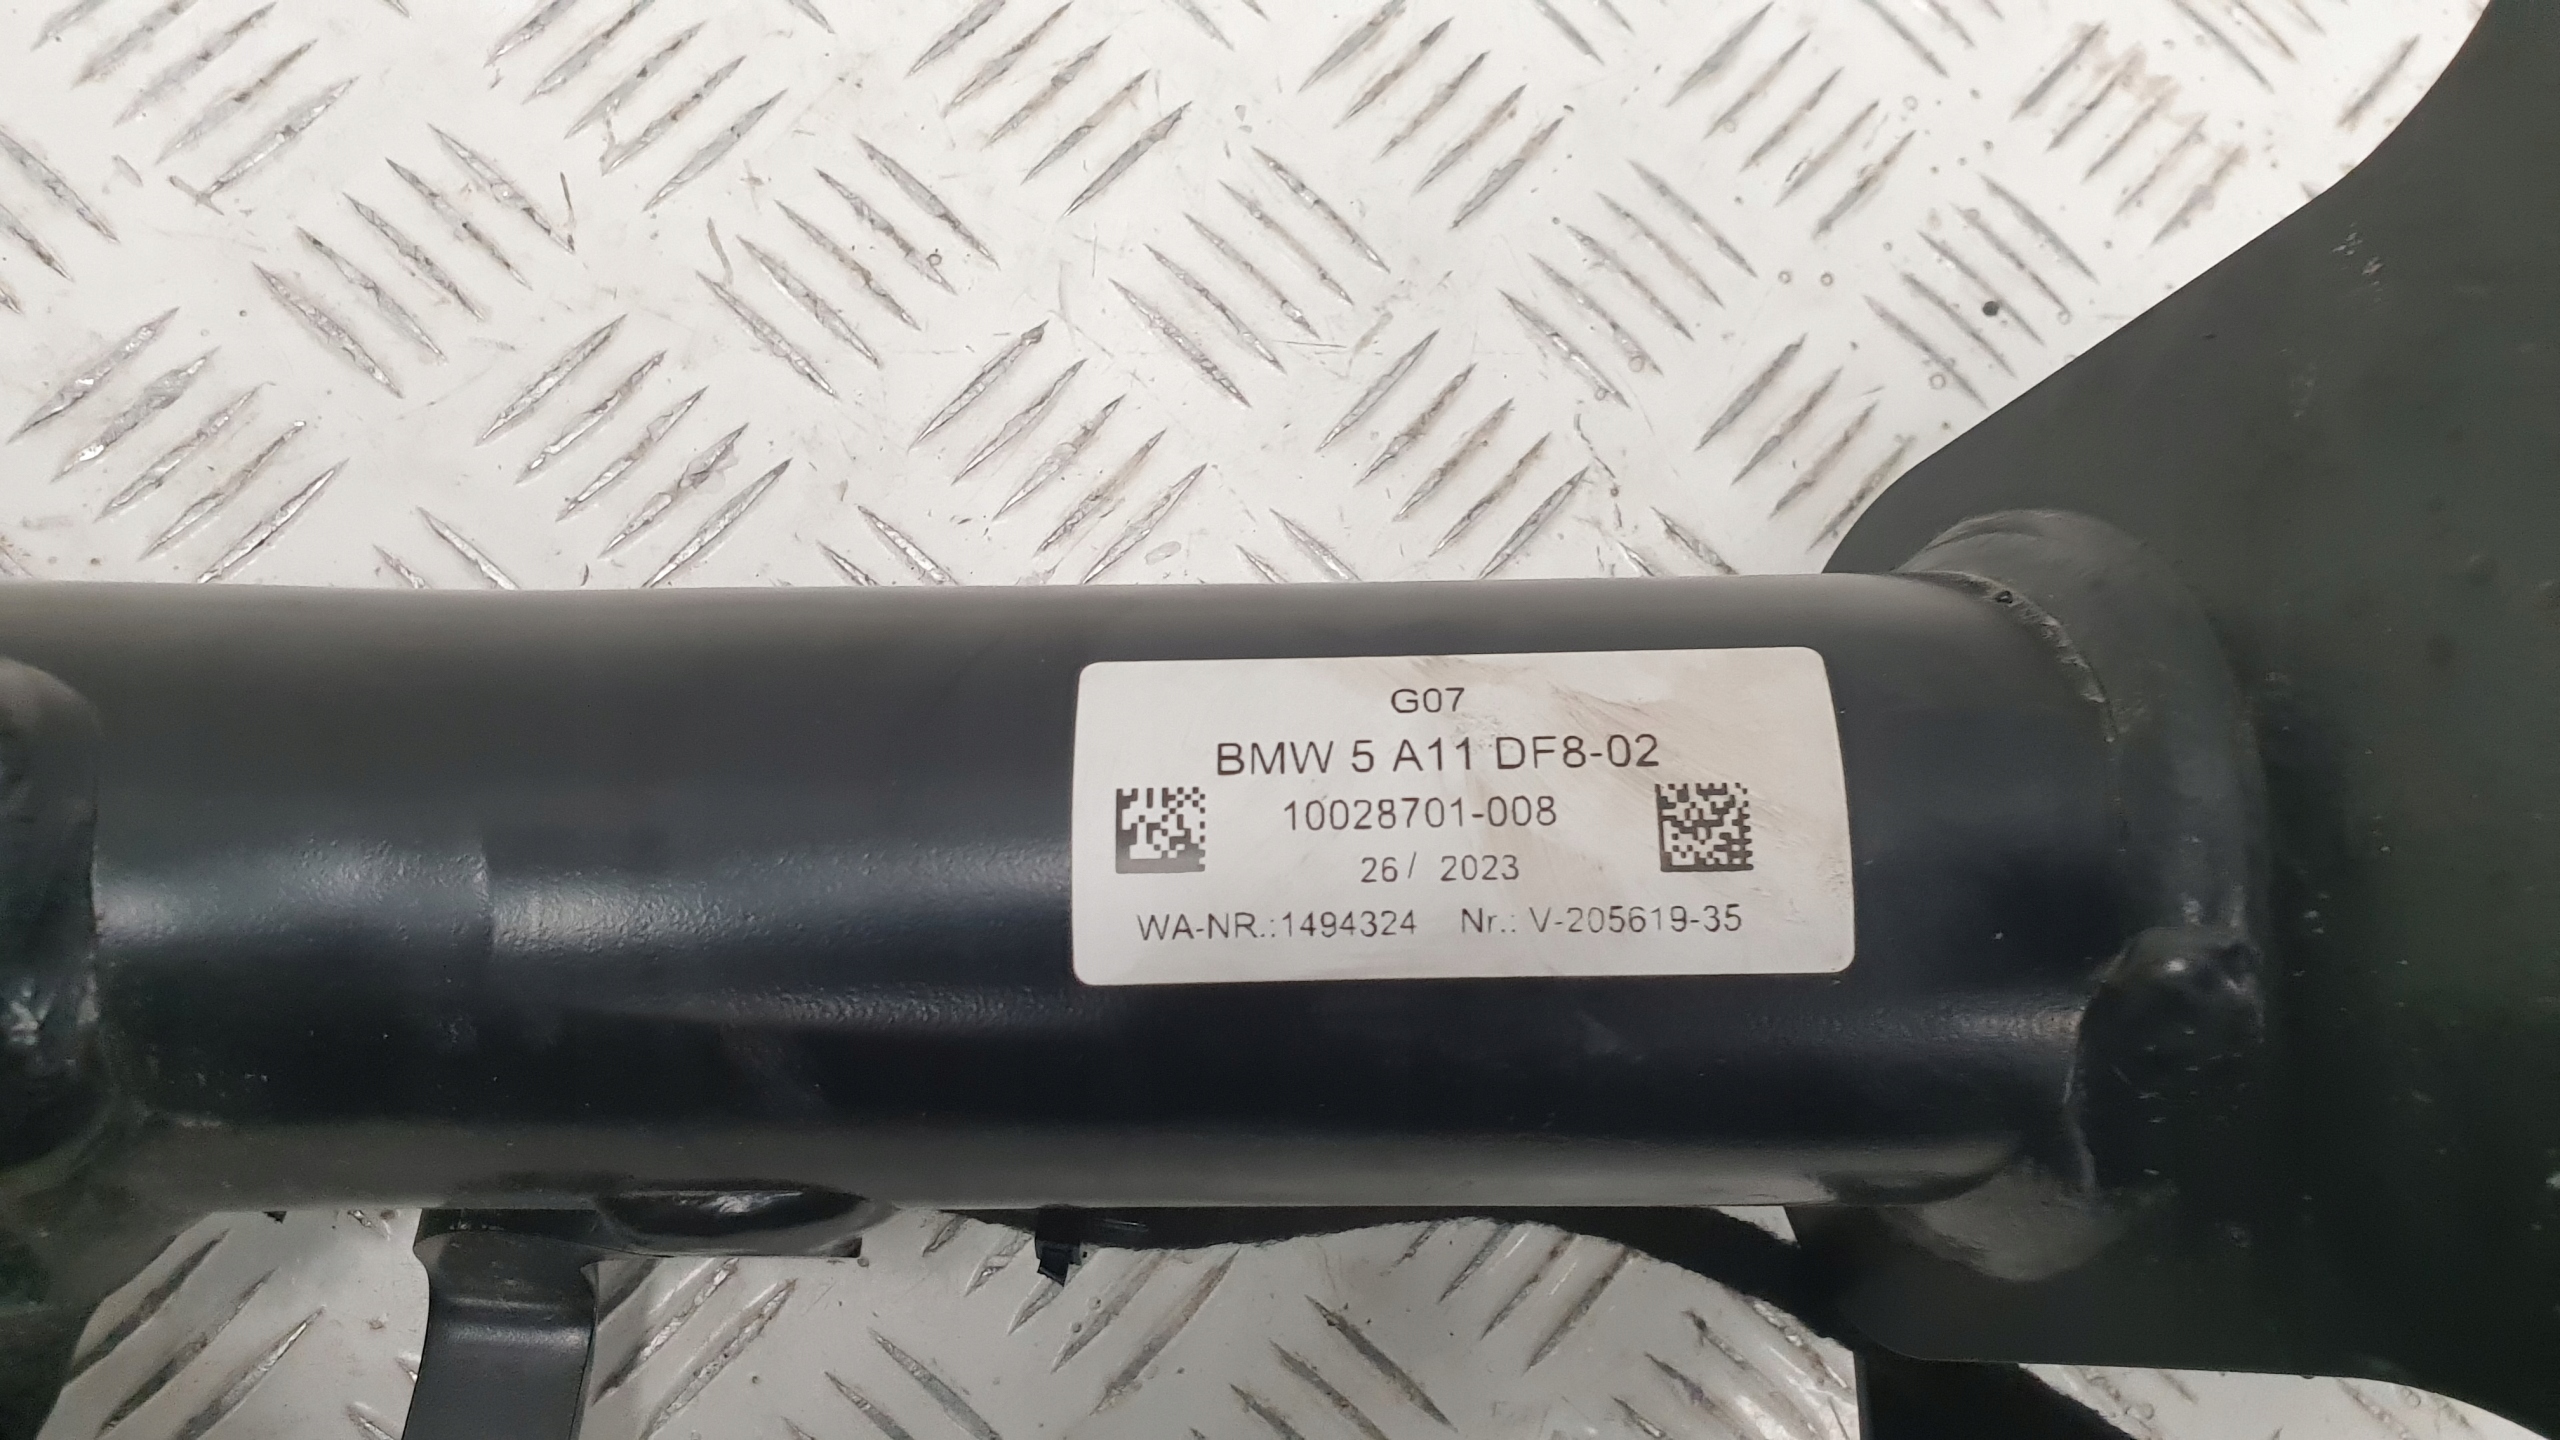 G07
BMW 5 A11 DF8-02
10028701-008
26/ 2023
WA-NR.:1494324 Nr.: V-205619-35